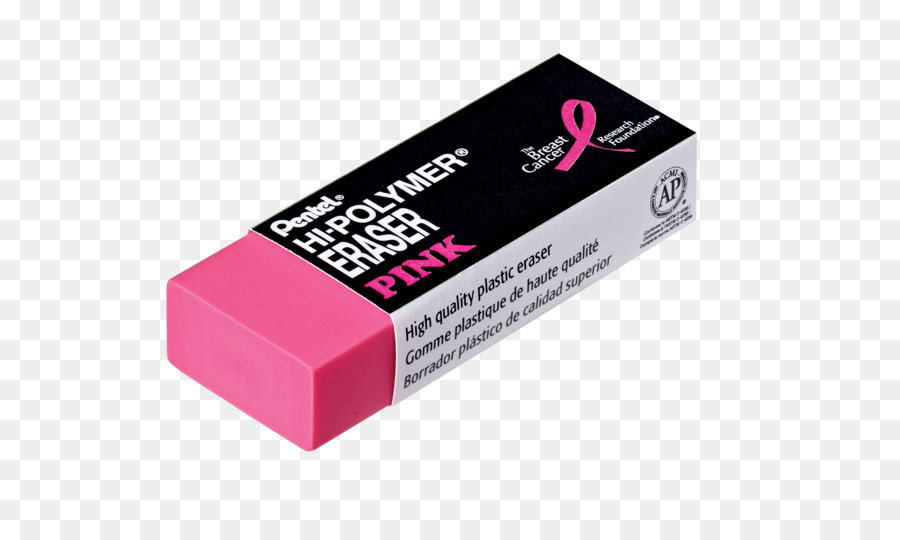 Pentel®
HI-POLYMER®
ERASER
PINK
The
Breast
Cancer
Research
Foundation®
High quality plastic eraser
Gomme plastique de haute qualité
Borrador plástico de calidad superior
ACMI
AP